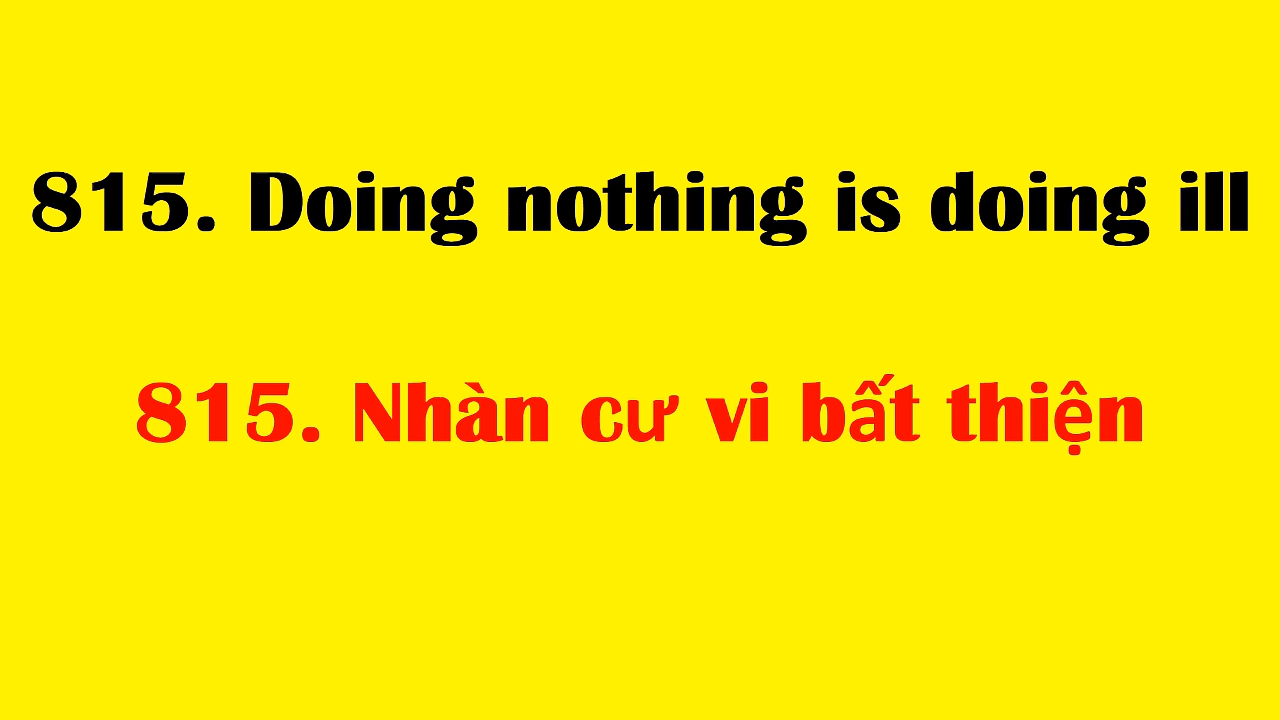 815. Doing nothing is doing ill
815. Nhàn cư vi bất thiện